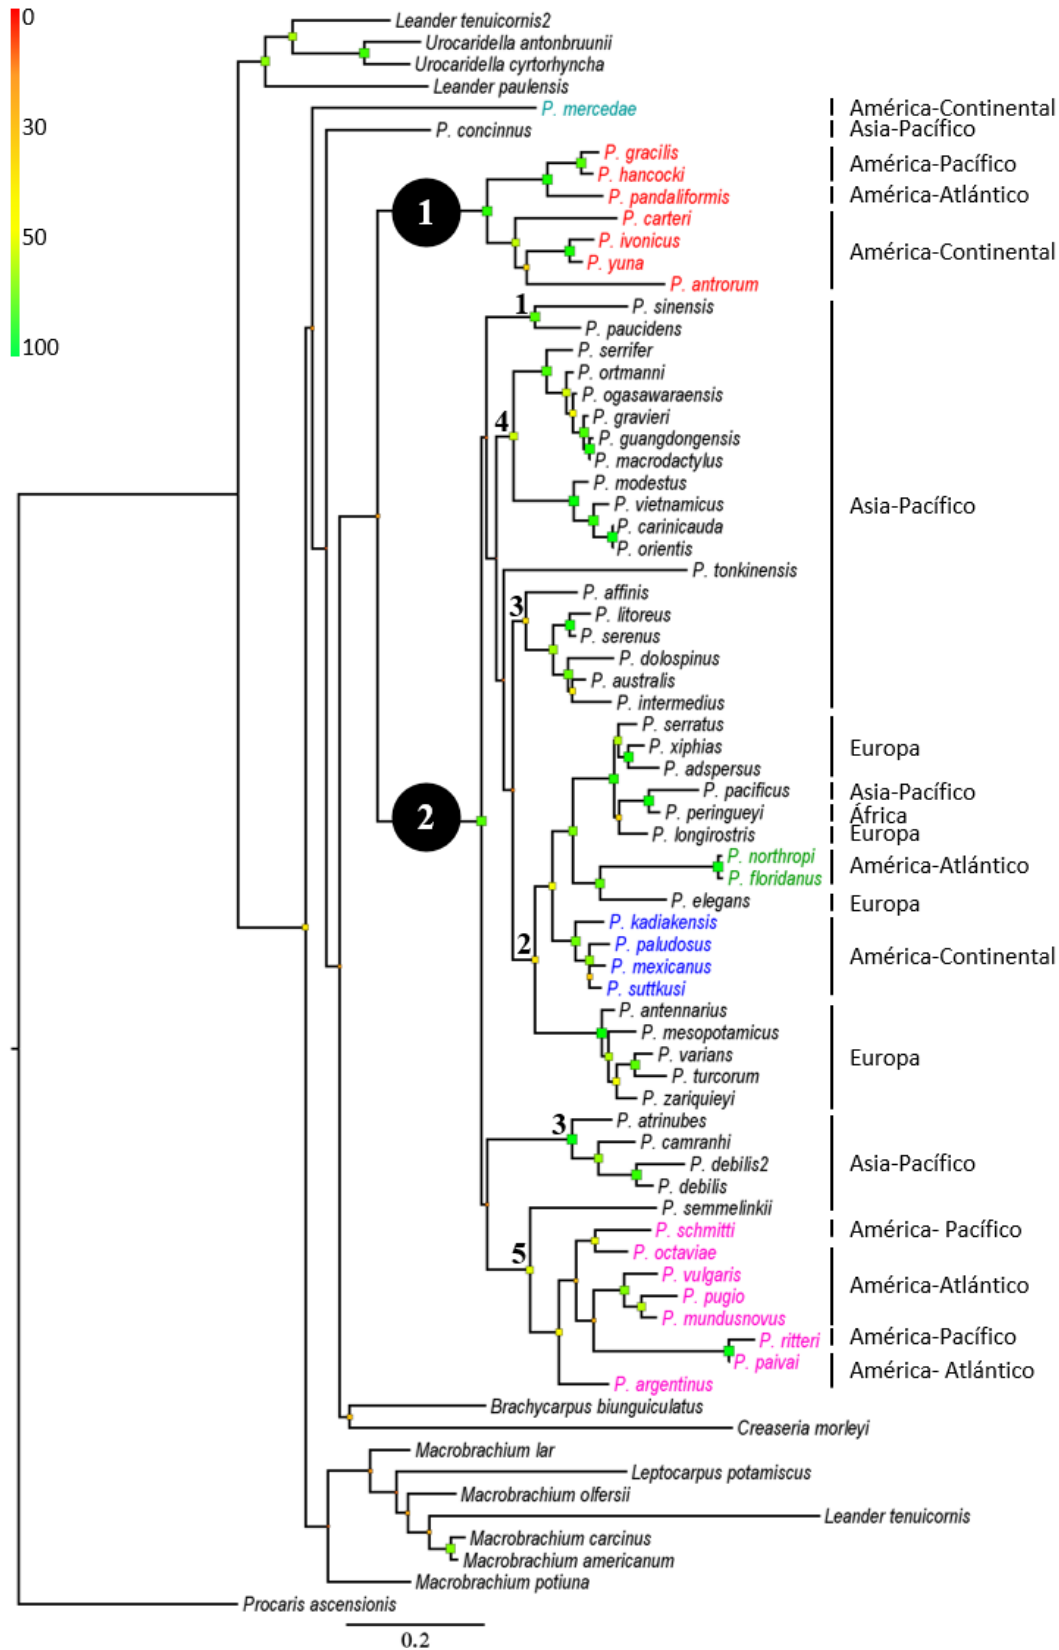 0
30
50
100
Leander tenuicornis2
Urocaridella antonbruunii
Urocaridella cyrtorhyncha
Leander paulensis
P. mercedae
América-Continental
P. concinnus
Asia-Pacífico
P. gracilis
P. hancocki
América-Pacífico
P. pandaliformis
América-Atlántico
1
P. carteri
P. ivonicus
P. yuna
P. antrorum
América-Continental
1
P. sinensis
P. paucidens
P. serrifer
P. ortmanni
P. ogasawaraensis
P. gravieri
4
P. guangdongensis
P. macrodactylus
P. modestus
P. vietnamicus
P. carinicauda
P. orientis
Asia-Pacífico
P. tonkinensis
P. affinis
3
P. litoreus
P. serenus
P. dolospinus
P. australis
P. intermedius
P. serratus
P. xiphias
P. adspersus
Europa
P. pacificus
Asia-Pacífico
P. peringueyi
África
P. longirostris
Europa
2
P. northropi
P. floridanus
América-Atlántico
P. elegans
Europa
P. kadiakensis
P. paludosus
2
P. mexicanus
P. suttkusi
América-Continental
P. antennarius
P. mesopotamicus
P. varians
P. turcorum
P. zariquieyi
Europa
P. atrinubes
3
P. camranhi
P. debilis2
P. debilis
Asia-Pacífico
P. semmelinkii
P. schmitti
América- Pacífico
5
P. octaviae
P. vulgaris
P. pugio
P. mundusnovus
América-Atlántico
P. ritteri
América-Pacífico
P. paivai
P. argentinus
América- Atlántico
Brachycarpus biunguiculatus
Creaseria morleyi
Macrobrachium lar
Leptocarpus potamiscus
Macrobrachium olfersii
Leander tenuicornis
Macrobrachium carcinus
Macrobrachium americanum
Macrobrachium potiuna
Procaris ascensionis
0.2